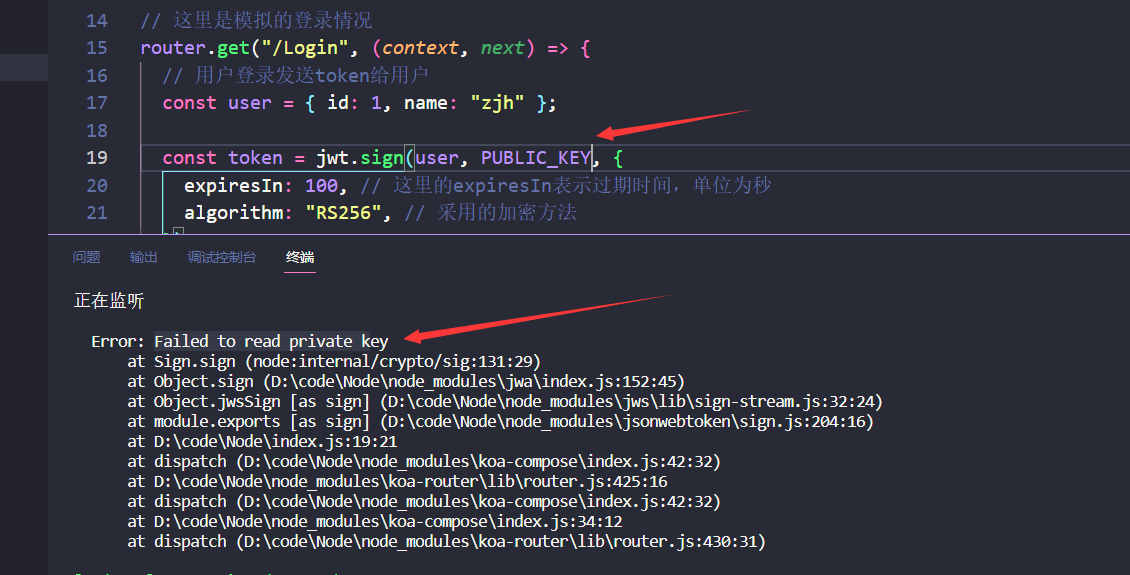 14 // 这里是模拟的登录情况
15 router.get("/Login", (context, next) => {
16 // 用户登录发送token给用户
17 const user = { id: 1, name: "zjh" };
18
19 const token = jwt.sign(user, PUBLIC_KEY, {
20 expiresIn: 100, // 这里的expiresIn表示过期时间，单位为秒
21 algorithm: "RS256", // 采用的加密方法
问题 输出 调试控制台 终端
正在监听
Error: Failed to read private key
at Sign.sign (node:internal/crypto/sig:131:29)
at Object.sign (D:\code\Node\node_modules\jwa\index.js:152:45)
at Object.jwsSign [as sign] (D:\code\Node\node_modules\jws\lib\sign-stream.js:32:24)
at module.exports [as sign] (D:\code\Node\node_modules\jsonwebtoken\sign.js:204:16)
at D:\code\Node\index.js:19:21
at dispatch (D:\code\Node\node_modules\koa-compose\index.js:42:32)
at D:\code\Node\node_modules\koa-router\lib\router.js:425:16
at dispatch (D:\code\Node\node_modules\koa-compose\index.js:42:32)
at D:\code\Node\node_modules\koa-compose\index.js:34:12
at dispatch (D:\code\Node\node_modules\koa-router\lib\router.js:430:31)